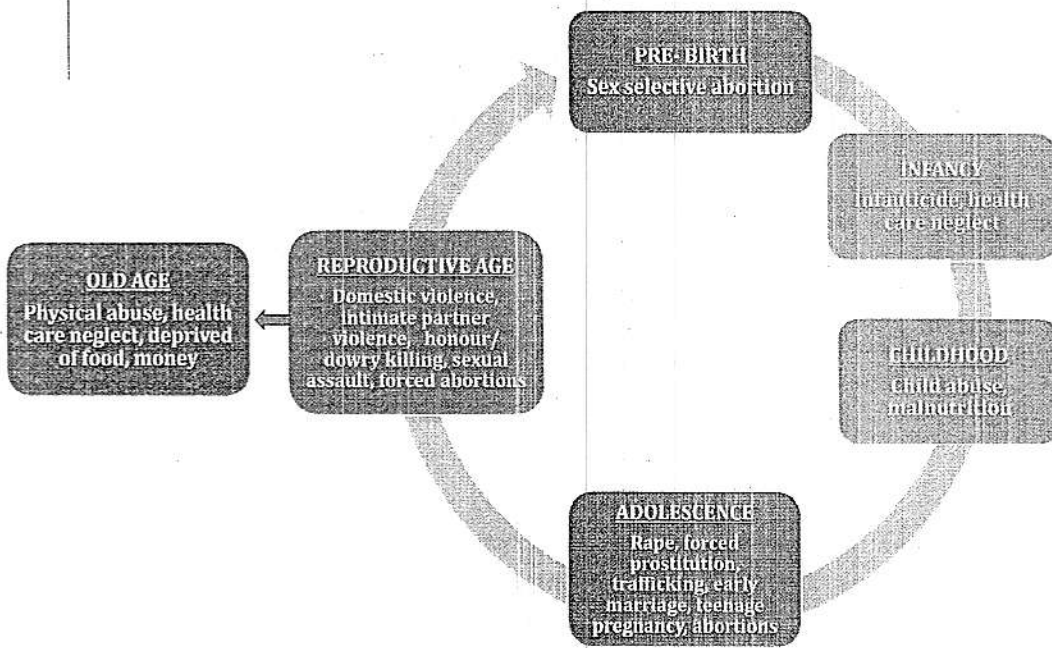 PRE- BIRTH
Sex selective abortion
INFANCY
Infanticide, health
care neglect
CHILDHOOD
Child abuse,
malnutrition
ADOLESCENCE
Rape, forced
prostitution,
trafficking, early
marriage, teenage
pregnancy, abortions
REPRODUCTIVE AGE
Domestic violence,
intimate partner
violence, honour/
dowry killing, sexual
assault, forced abortions
OLD AGE
Physical abuse, health
care neglect, deprived
of food, money